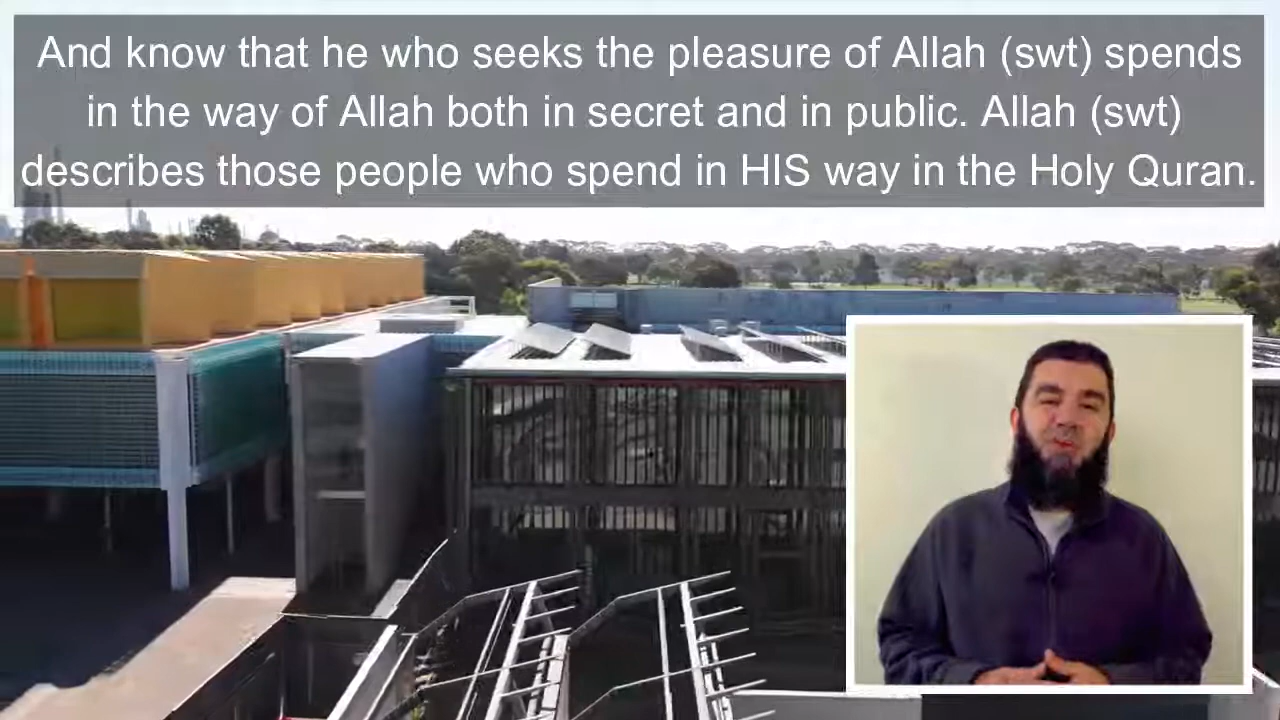 And know that he who seeks the pleasure of Allah (swt) spends
in the way of Allah both in secret and in public. Allah (swt)
describes those people who spend in HIS way in the Holy Quran.